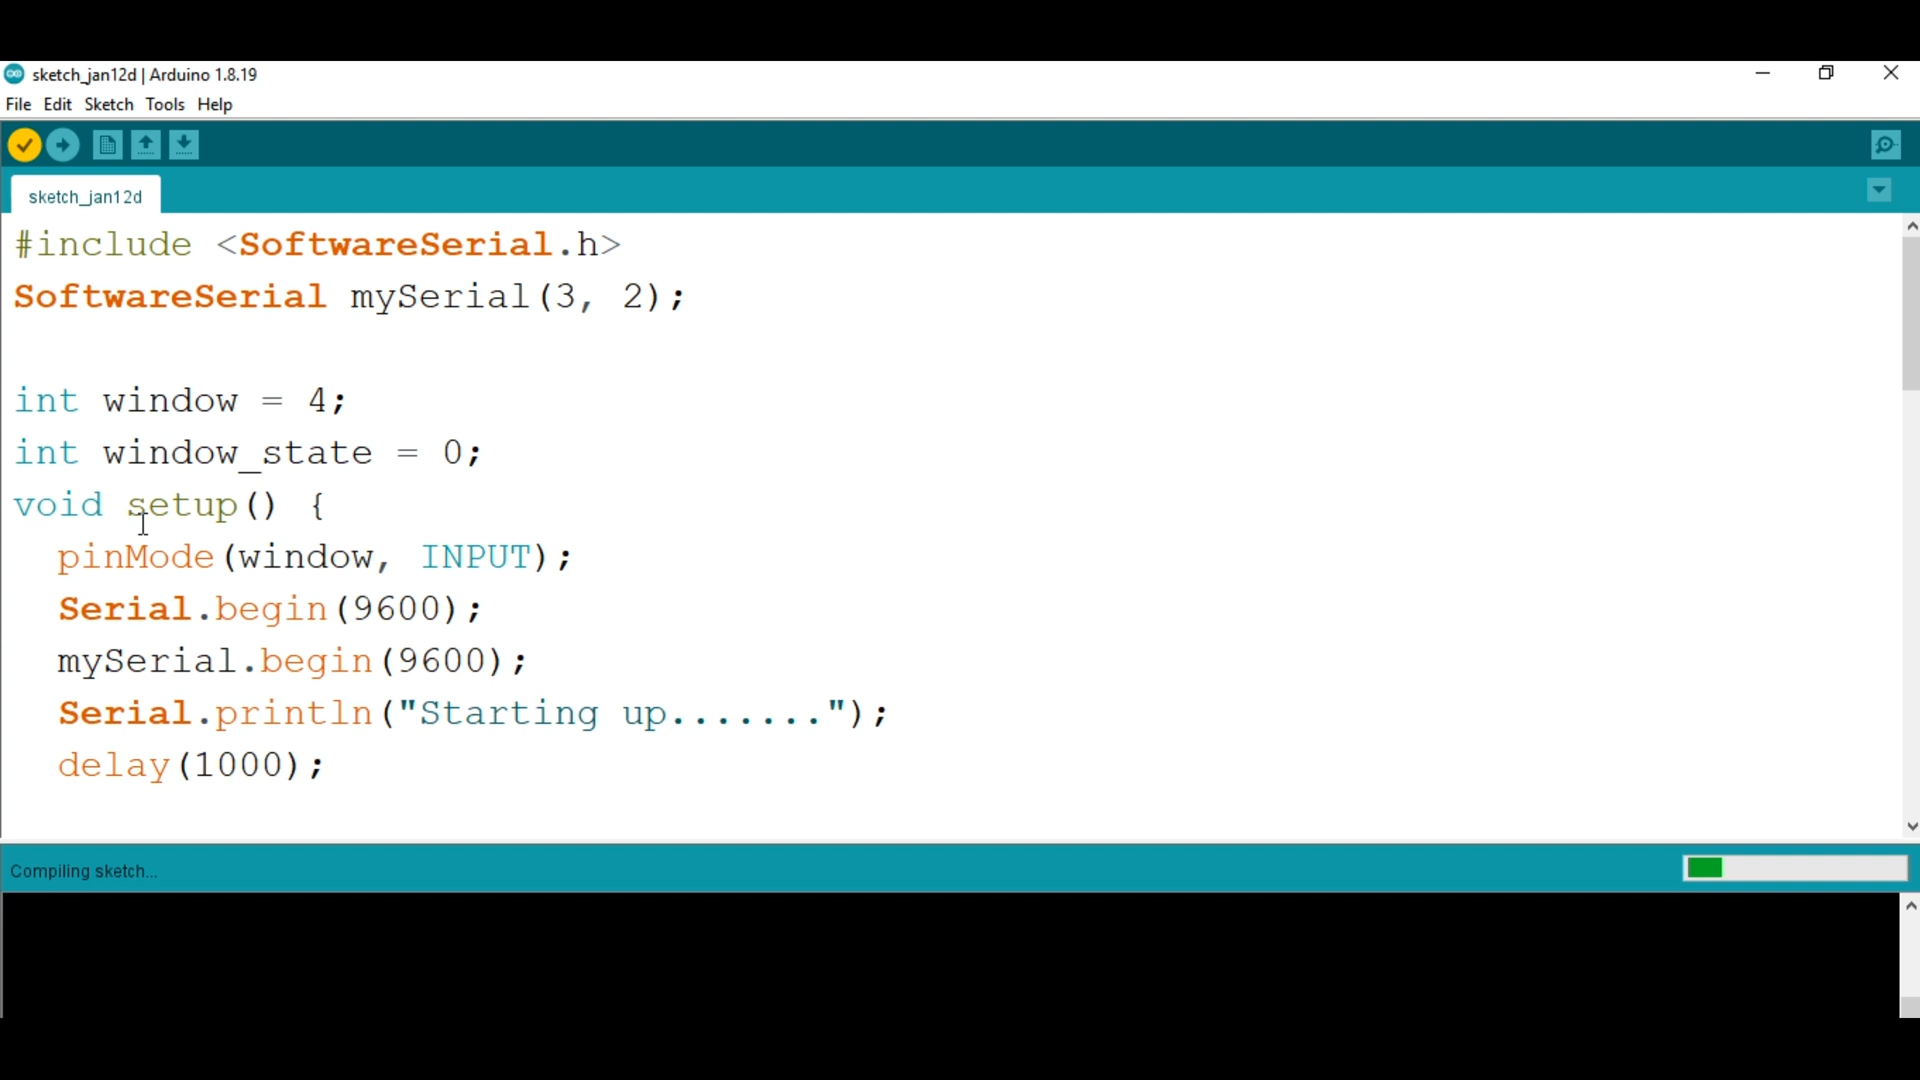 sketch_jan12d | Arduino 1.8.19
File Edit Sketch Tools Help
sketch_jan12d
#include <SoftwareSerial.h>
SoftwareSerial mySerial(3, 2);
int window = 4;
int window_state = 0;
void setup() {
pinMode(window, INPUT);
Serial.begin(9600);
mySerial.begin(9600);
Serial.println("Starting up.......");
delay(1000);
Compiling sketch...